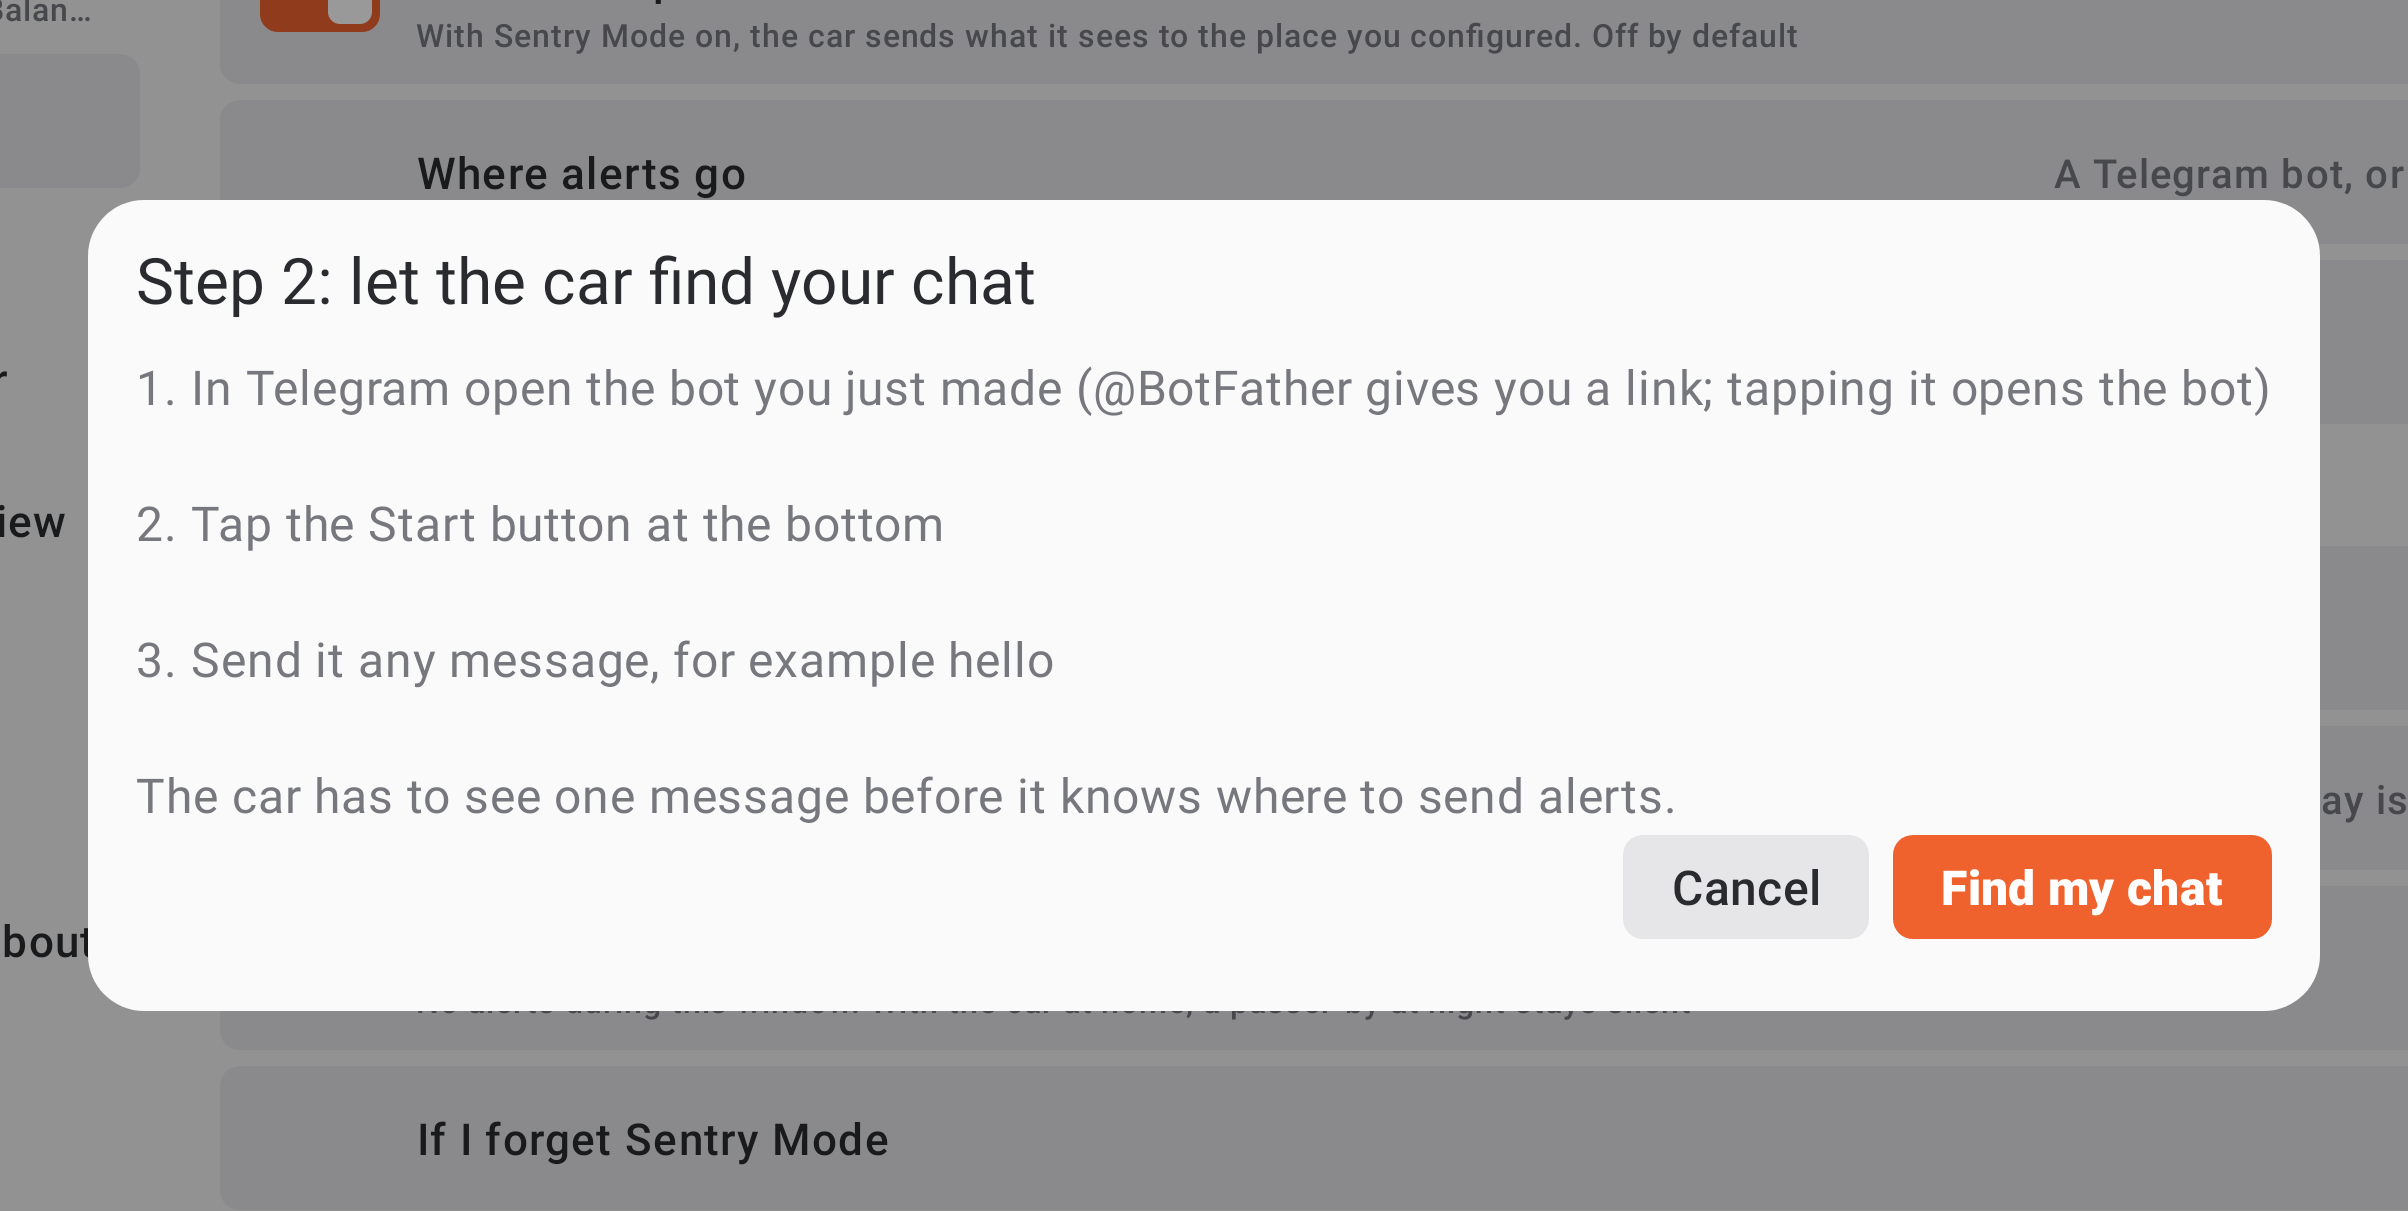 With Sentry Mode on, the car sends what it sees to the place you configured. Off by default
Where alerts go
A Telegram bot, or
Step 2: let the car find your chat
1. In Telegram open the bot you just made (@BotFather gives you a link; tapping it opens the bot)
2. Tap the Start button at the bottom
3. Send it any message, for example hello
The car has to see one message before it knows where to send alerts.
Cancel
Find my chat
If I forget Sentry Mode